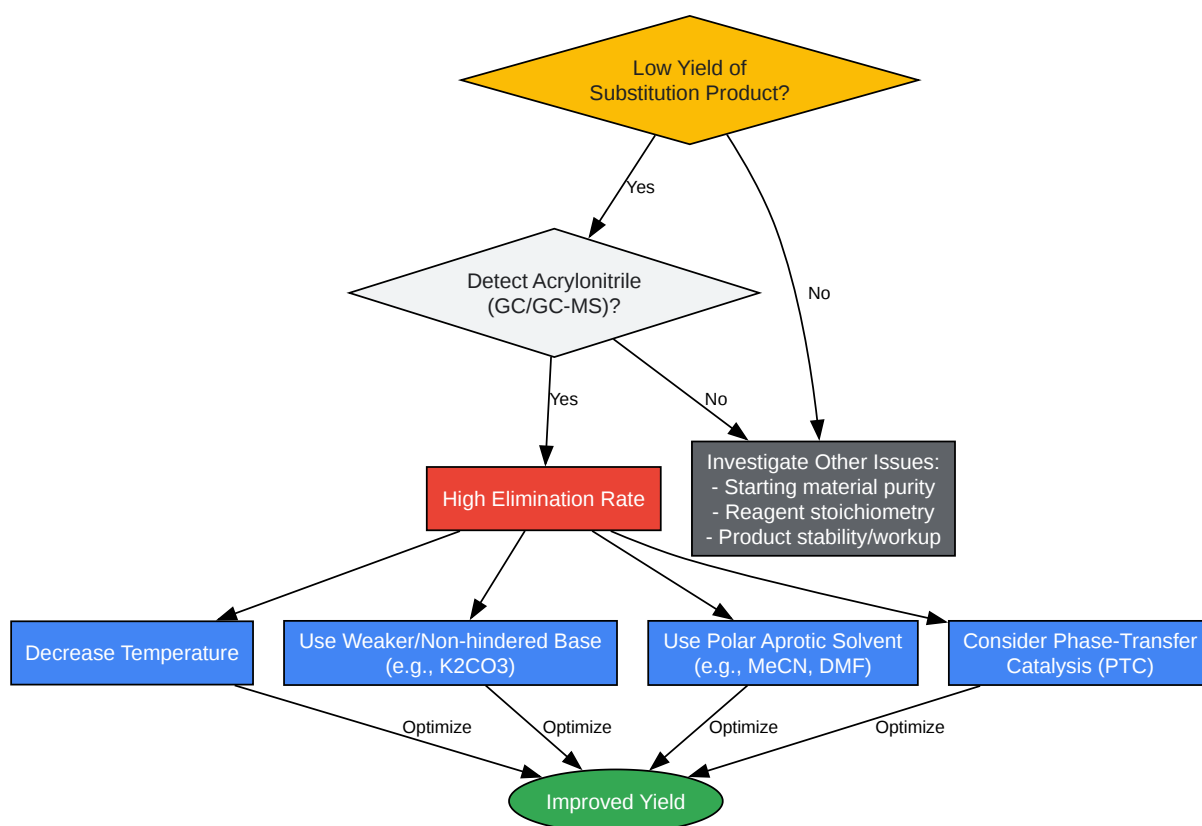 Low Yield of
Substitution Product?
Yes
No
Detect Acrylonitrile
(GC/GC-MS)?
Yes
No
High Elimination Rate
Investigate Other Issues:
- Starting material purity
- Reagent stoichiometry
- Product stability/workup
Decrease Temperature
Use Weaker/Non-hindered Base
(e.g., K2CO3)
Use Polar Aprotic Solvent
(e.g., MeCN, DMF)
Consider Phase-Transfer
Catalysis (PTC)
Optimize
Optimize
Optimize
Optimize
Improved Yield